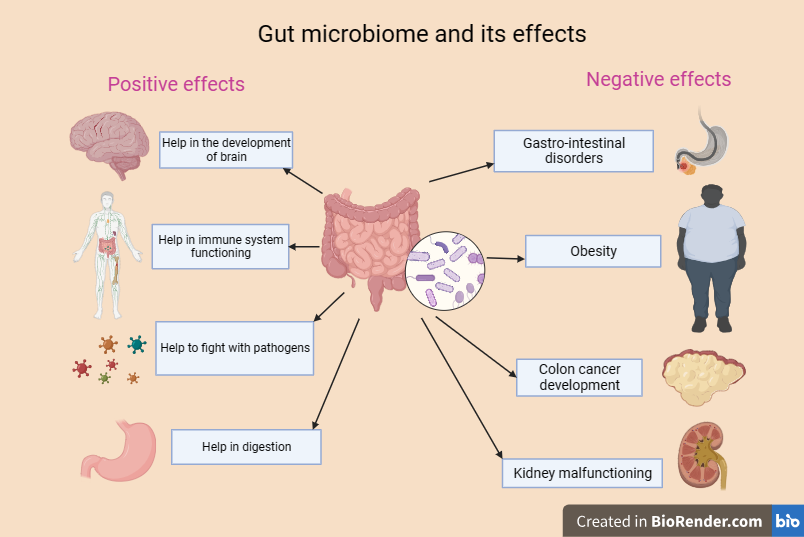 Gut microbiome and its effects
Positive effects
Negative effects
Help in the development
of brain
Gastro-intestinal
disorders
Help in immune system
functioning
Obesity
Help to fight with pathogens
Colon cancer
development
Help in digestion
Kidney malfunctioning
Created in BioRender.com bio